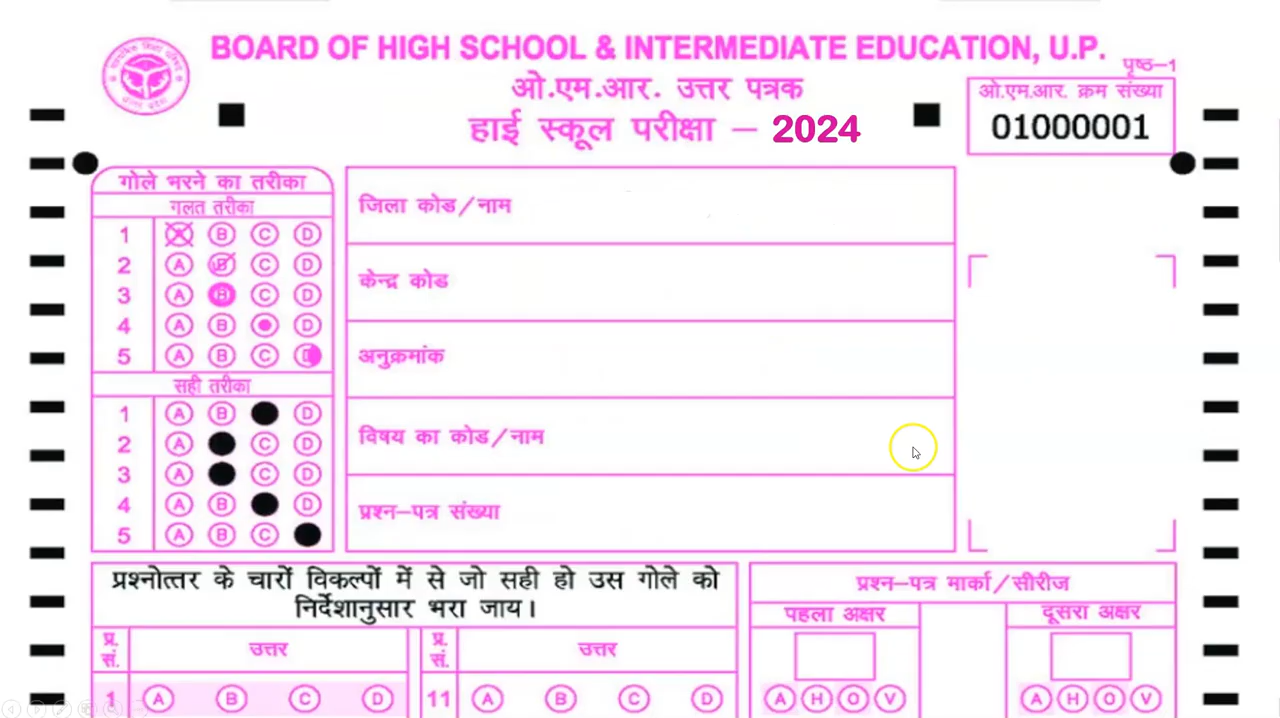 BOARD OF HIGH SCHOOL & INTERMEDIATE EDUCATION, U.P.
पृष्ठ-1
ओ.एम.आर. उत्तर पत्रक
हाई स्कूल परीक्षा – 2024
ओ.एम.आर. क्रम संख्या
01000001
गोले भरने का तरीका
गलत तरीका
1 B C D
2 A B C D
3 A B C D
4 A B D
5 A B C D
सही तरीका
1 A B D
2 A C D
3 A C D
4 A B D
5 A B C
जिला कोड/नाम
केन्द्र कोड
अनुक्रमांक
विषय का कोड/नाम
प्रश्न-पत्र संख्या
प्रश्नोत्तर के चारों विकल्पों में से जो सही हो उस गोले को
निर्देशानुसार भरा जाय।
प्र. सं. उत्तर प्र. सं. उत्तर
1 A B C D 11 A B C D
प्रश्न-पत्र मार्का/सीरीज
पहला अक्षर दूसरा अक्षर
A H O V A H O V